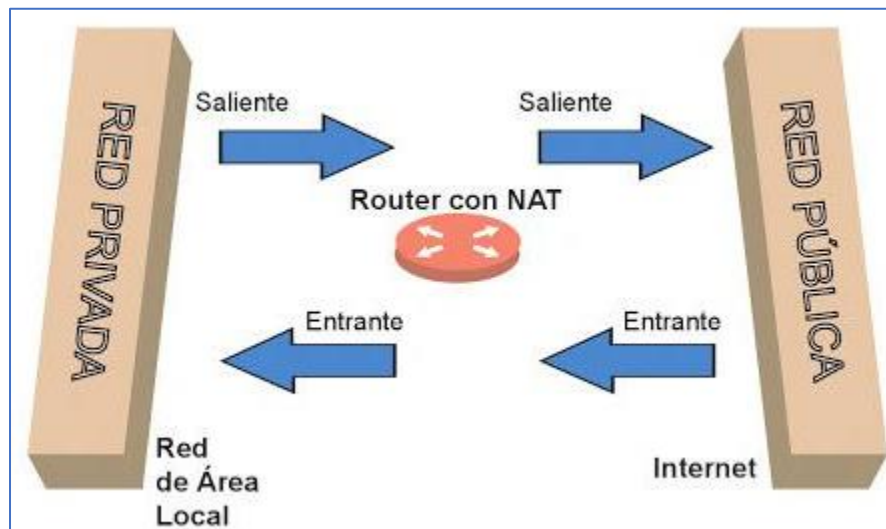 RED PRIVADA
Saliente
Saliente
Router con NAT
Entrante
Entrante
RED PÚBLICA
Red
de Área
Local
Internet